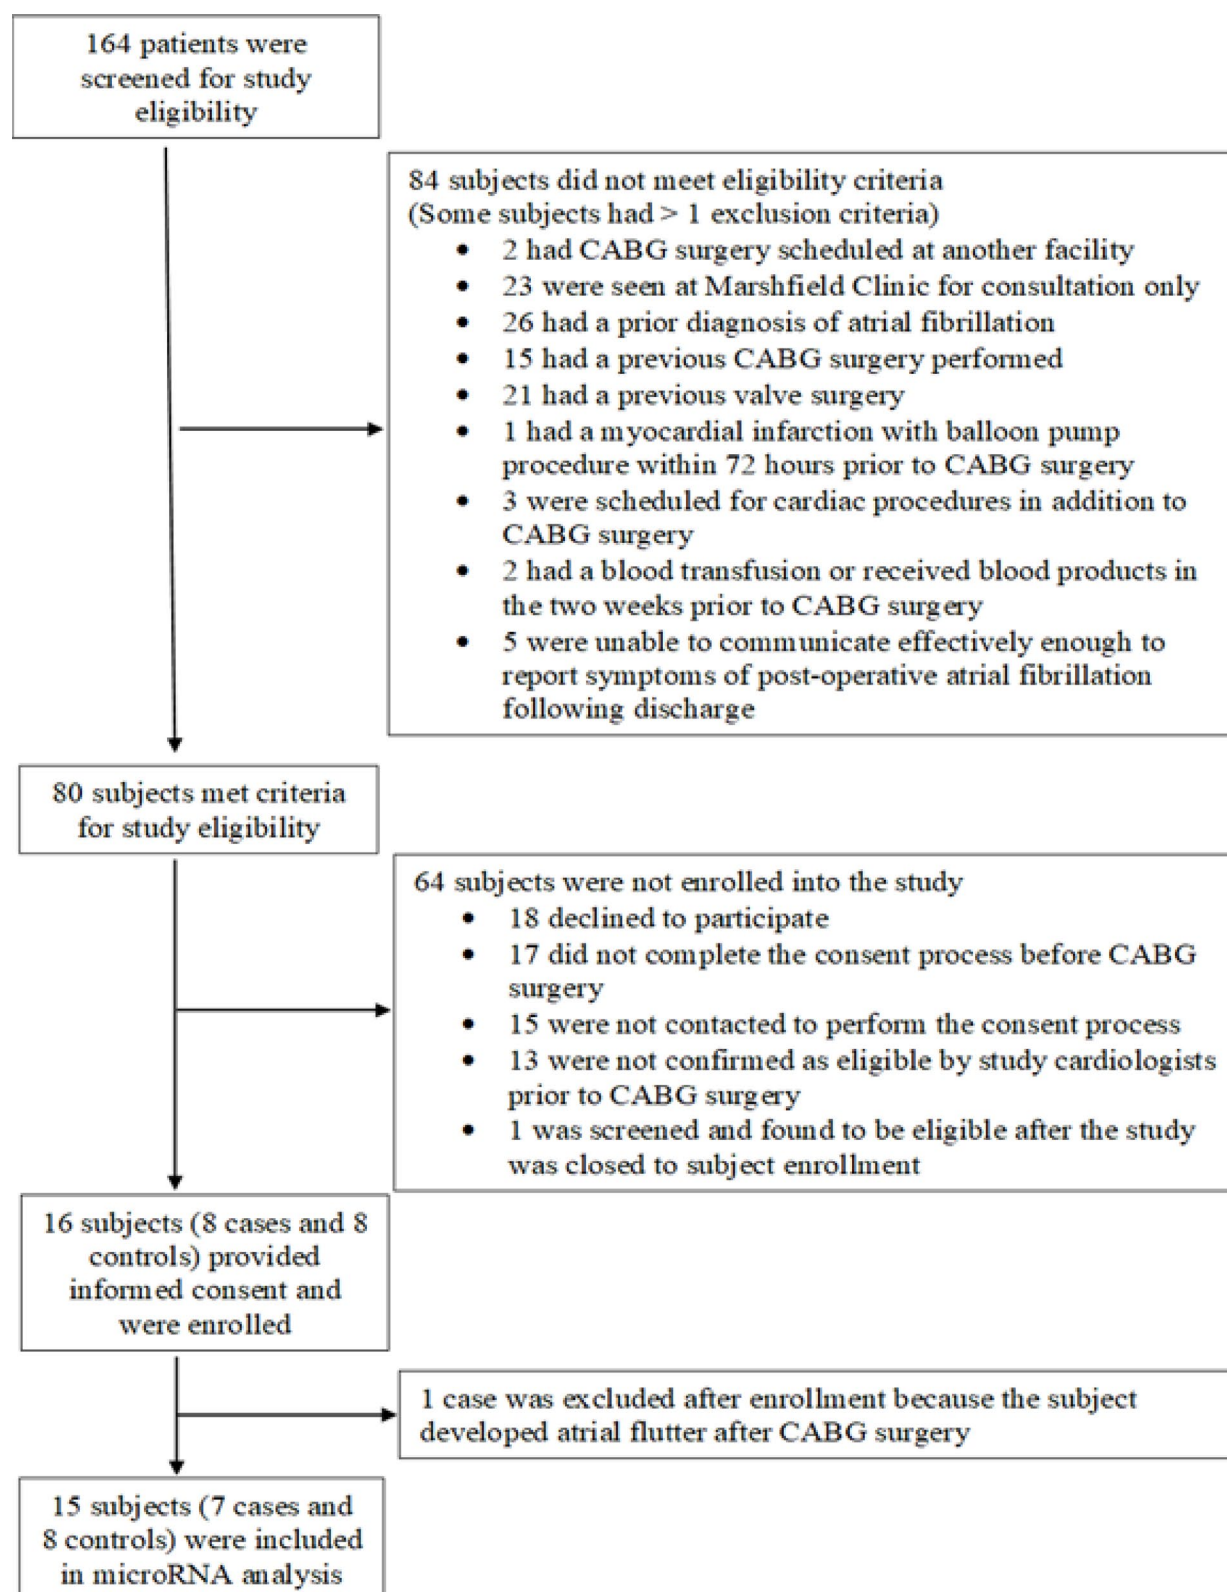 164 patients were
screened for study
eligibility
84 subjects did not meet eligibility criteria
(Some subjects had > 1 exclusion criteria)
• 2 had CABG surgery scheduled at another facility
• 23 were seen at Marshfield Clinic for consultation only
• 26 had a prior diagnosis of atrial fibrillation
• 15 had a previous CABG surgery performed
• 21 had a previous valve surgery
• 1 had a myocardial infarction with balloon pump
procedure within 72 hours prior to CABG surgery
• 3 were scheduled for cardiac procedures in addition to
CABG surgery
• 2 had a blood transfusion or received blood products in
the two weeks prior to CABG surgery
• 5 were unable to communicate effectively enough to
report symptoms of post-operative atrial fibrillation
following discharge
80 subjects met criteria
for study eligibility
64 subjects were not enrolled into the study
• 18 declined to participate
• 17 did not complete the consent process before CABG
surgery
• 15 were not contacted to perform the consent process
• 13 were not confirmed as eligible by study cardiologists
prior to CABG surgery
• 1 was screened and found to be eligible after the study
was closed to subject enrollment
16 subjects (8 cases and 8
controls) provided
informed consent and
were enrolled
1 case was excluded after enrollment because the subject
developed atrial flutter after CABG surgery
15 subjects (7 cases and
8 controls) were included
in microRNA analysis